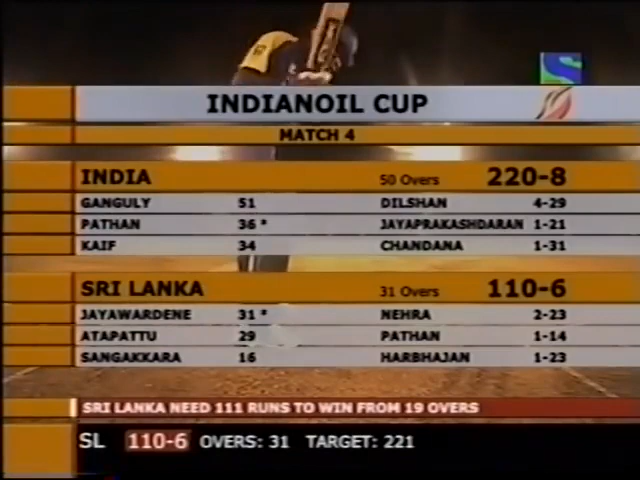 INDIANOIL CUP
MATCH 4
INDIA 50 Overs 220-8
GANGULY 51 DILSHAN 4-29
PATHAN 36 * JAYAPRAKASHDARAN 1-21
KAIF 34 CHANDANA 1-31
SRI LANKA 31 Overs 110-6
JAYAWARDENE 31 * NEHRA 2-23
ATAPATTU 29 PATHAN 1-14
SANGAKKARA 16 HARBHAJAN 1-23
SRI LANKA NEED 111 RUNS TO WIN FROM 19 OVERS
SL 110-6 OVERS: 31 TARGET: 221